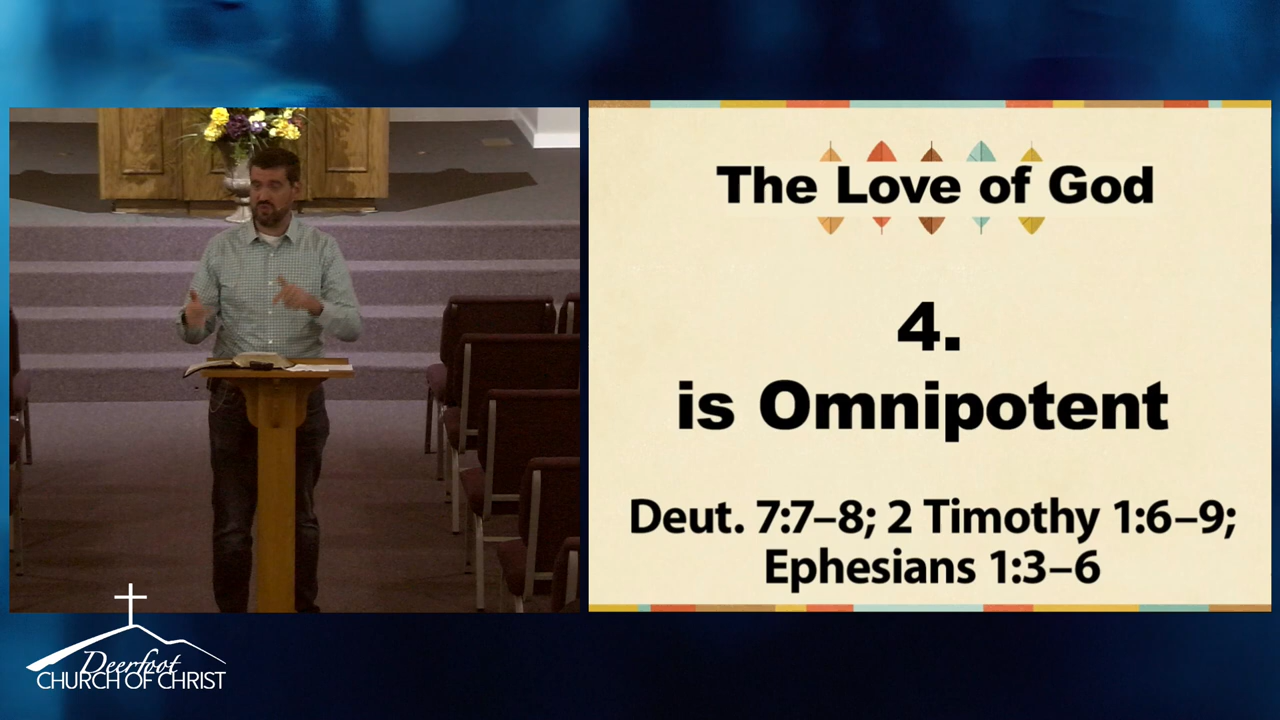 The Love of God
4.
is Omnipotent
Deut. 7:7–8; 2 Timothy 1:6–9;
Ephesians 1:3–6
Deerfoot
CHURCH OF CHRIST